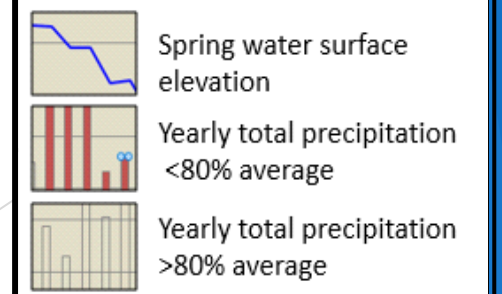 Spring water surface
elevation
Yearly total precipitation
<80% average
Yearly total precipitation
>80% average